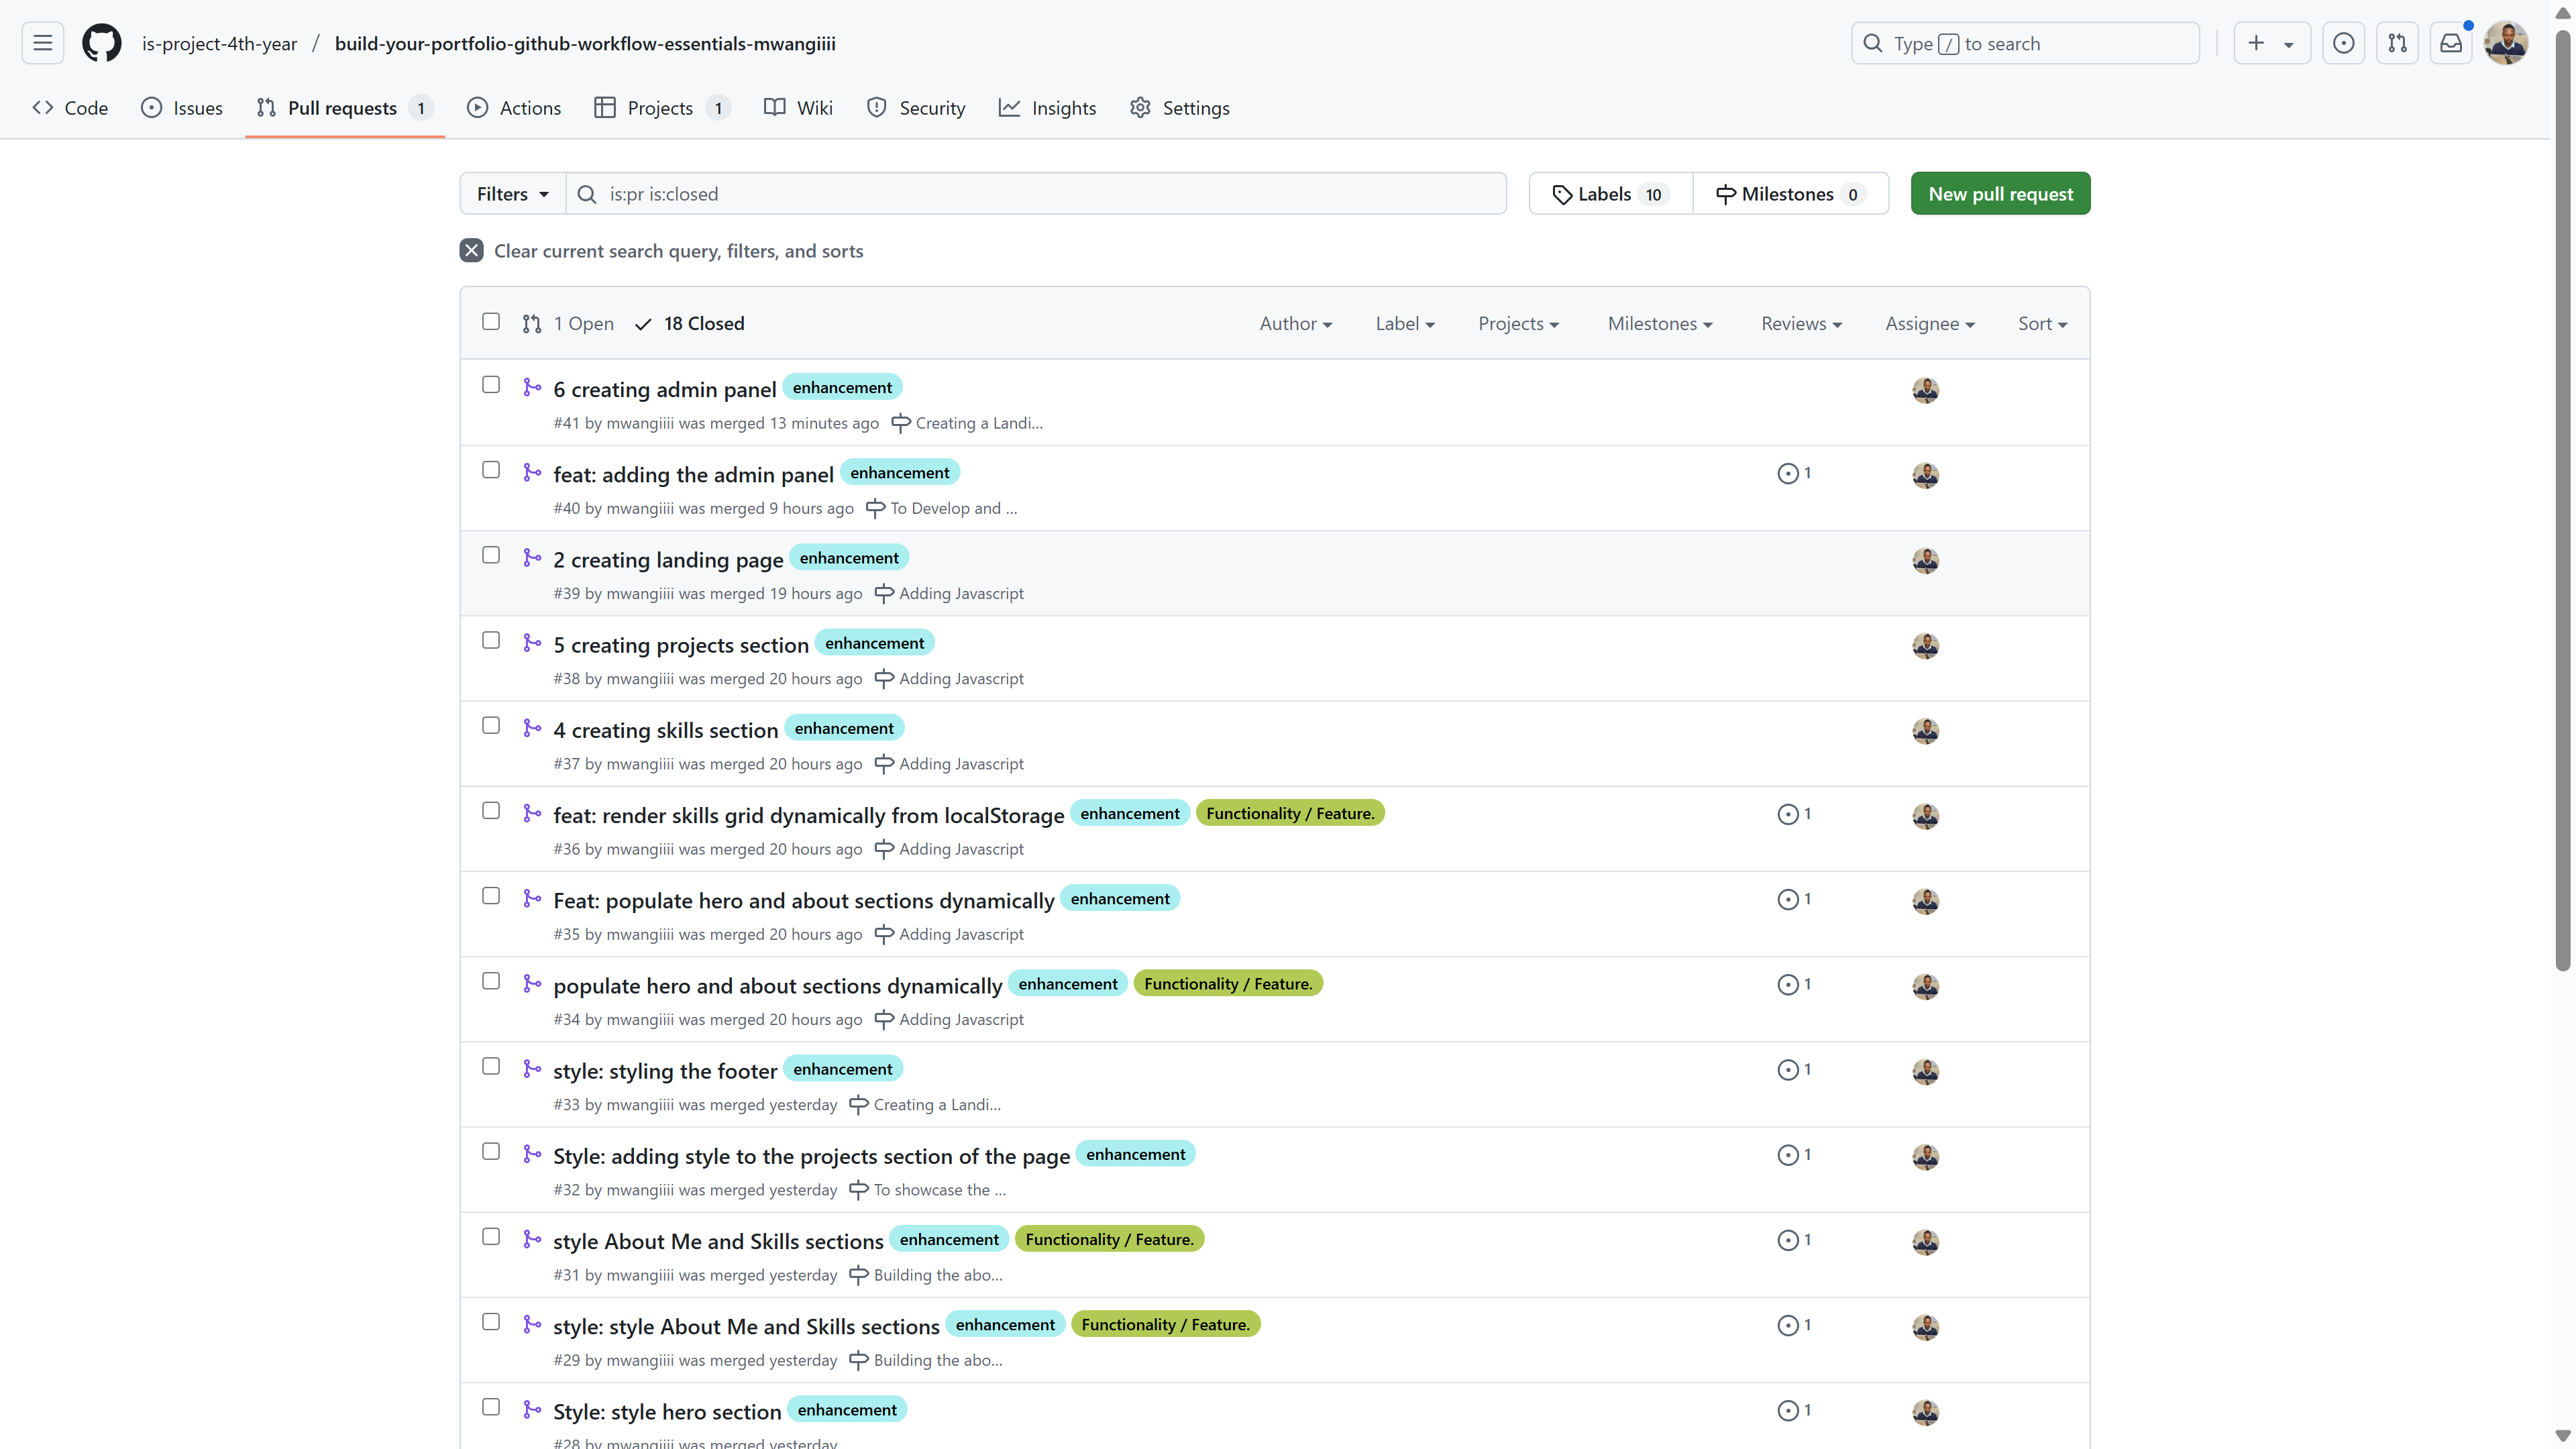 is-project-4th-year / build-your-portfolio-github-workflow-essentials-mwangiiii
Type / to search
Code Issues Pull requests 1 Actions Projects 1 Wiki Security Insights Settings
Filters is:pr is:closed Labels 10 Milestones 0 New pull request
Clear current search query, filters, and sorts
1 Open 18 Closed Author Label Projects Milestones Reviews Assignee Sort
6 creating admin panel enhancement
#41 by mwangiiii was merged 13 minutes ago Creating a Landi...
feat: adding the admin panel enhancement 1
#40 by mwangiiii was merged 9 hours ago To Develop and ...
2 creating landing page enhancement
#39 by mwangiiii was merged 19 hours ago Adding Javascript
5 creating projects section enhancement
#38 by mwangiiii was merged 20 hours ago Adding Javascript
4 creating skills section enhancement
#37 by mwangiiii was merged 20 hours ago Adding Javascript
feat: render skills grid dynamically from localStorage enhancement Functionality / Feature. 1
#36 by mwangiiii was merged 20 hours ago Adding Javascript
Feat: populate hero and about sections dynamically enhancement 1
#35 by mwangiiii was merged 20 hours ago Adding Javascript
populate hero and about sections dynamically enhancement Functionality / Feature. 1
#34 by mwangiiii was merged 20 hours ago Adding Javascript
style: styling the footer enhancement 1
#33 by mwangiiii was merged yesterday Creating a Landi...
Style: adding style to the projects section of the page enhancement 1
#32 by mwangiiii was merged yesterday To showcase the ...
style About Me and Skills sections enhancement Functionality / Feature. 1
#31 by mwangiiii was merged yesterday Building the abo...
style: style About Me and Skills sections enhancement Functionality / Feature. 1
#29 by mwangiiii was merged yesterday Building the abo...
Style: style hero section enhancement 1
#28 by mwangiiii was merged yesterday